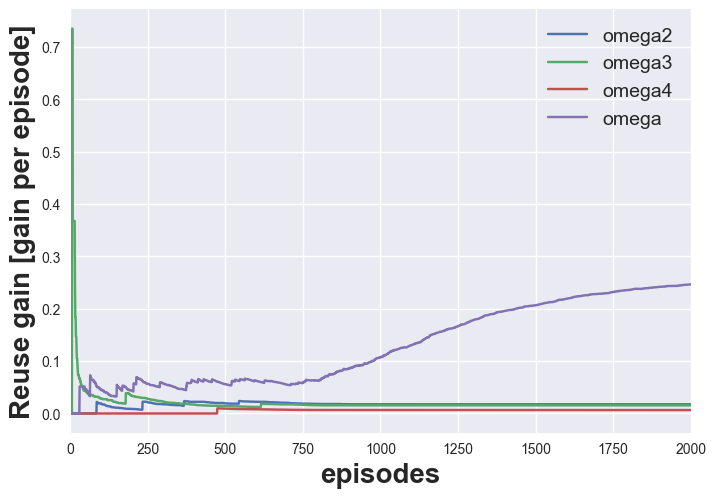 Reuse gain [gain per episode]
0.7
0.6
0.5
0.4
0.3
0.2
0.1
0.0
omega2
omega3
omega4
omega
0 250 500 750 1000 1250 1500 1750 2000
episodes